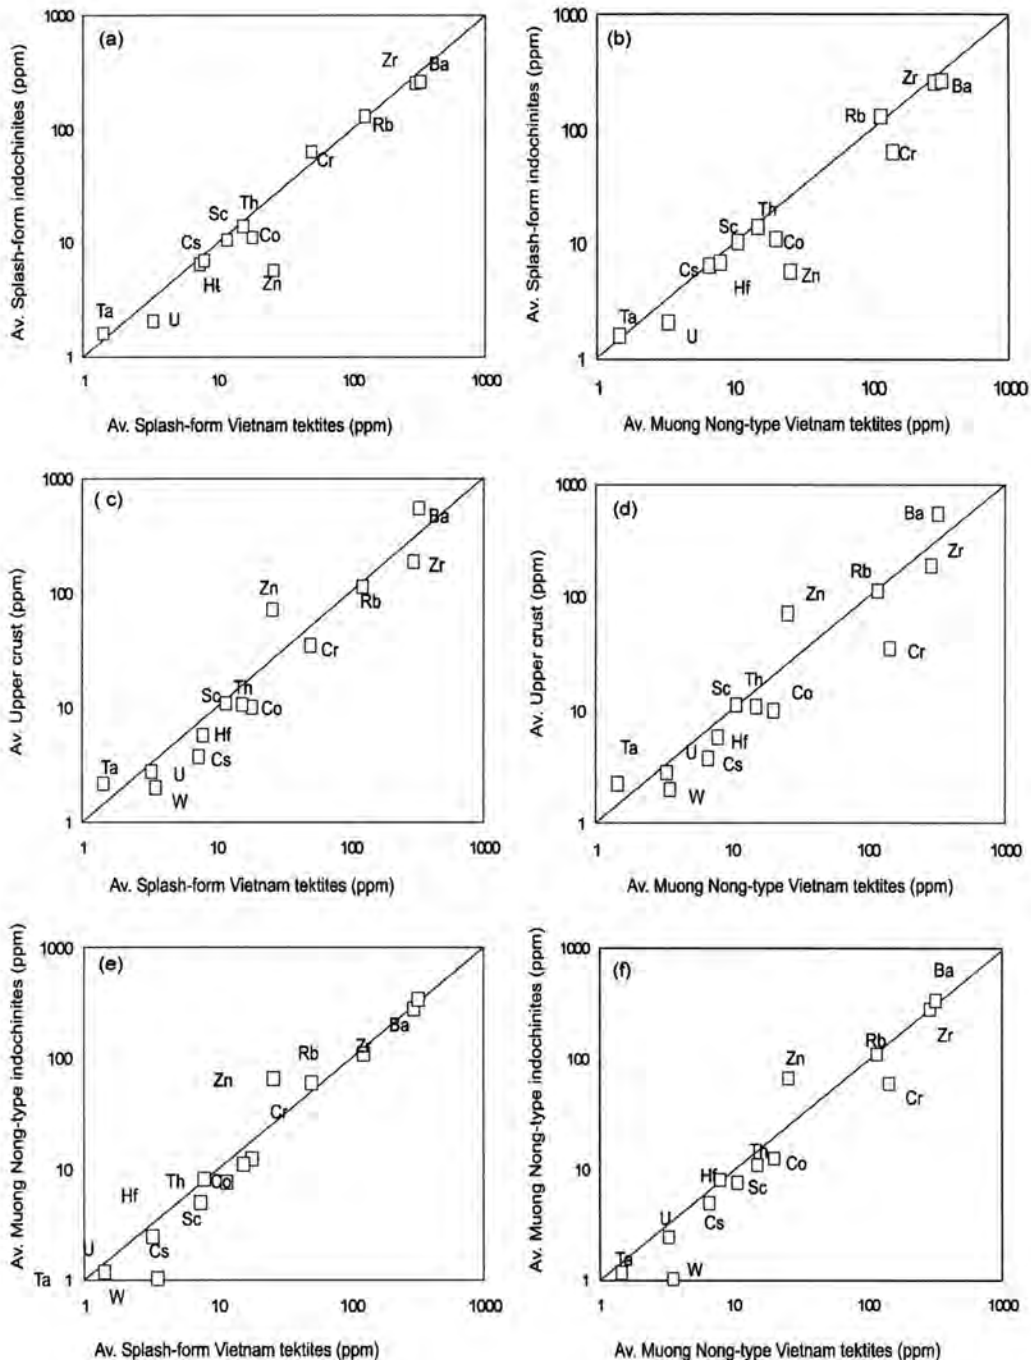 (a)
1000
100
10
1
Av. Splash-form indochinites (ppm)
Zr
Ba
Rb
Cr
Th
Sc
Co
Cs
Hf
Zn
Ta
U
1 10 100 1000
Av. Splash-form Vietnam tektites (ppm)
(b)
1000
100
10
1
Av. Splash-form indochinites (ppm)
Zr
Ba
Rb
Cr
Th
Sc
Co
Cs
Hf
Zn
Ta
U
1 10 100 1000
Av. Muong Nong-type Vietnam tektites (ppm)
( c)
1000
100
10
1
Av. Upper crust (ppm)
Ba
Zr
Zn
Rb
Cr
Sc
Th
Co
Hf
Cs
Ta
U
W
1 10 100 1000
Av. Splash-form Vietnam tektites (ppm)
(d)
1000
100
10
1
Av. Upper crust (ppm)
Ba
Zr
Rb
Zn
Cr
Th
Sc
Co
Ta
U
Hf
Cs
W
1 10 100 1000
Av. Muong Nong-type Vietnam tektites (ppm)
(e)
1000
100
10
1
Av. Muong Nong-type indochinites (ppm)
Ba
Zr
Rb
Zn
Cr
Th
Co
Hf
Sc
U
Cs
Ta
W
1 10 100 1000
Av. Splash-form Vietnam tektites (ppm)
(f)
1000
100
10
1
Av. Muong Nong-type indochinites (ppm)
Ba
Zr
Rb
Zn
Cr
Th
Co
Hf
Sc
U
Cs
Ta
W
1 10 100 1000
Av. Muong Nong-type Vietnam tektites (ppm)